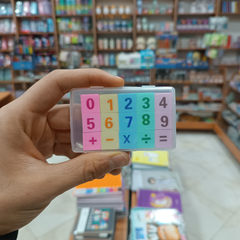 0 1 2 3 4
5 6 7 8 9
+ - × ÷ =